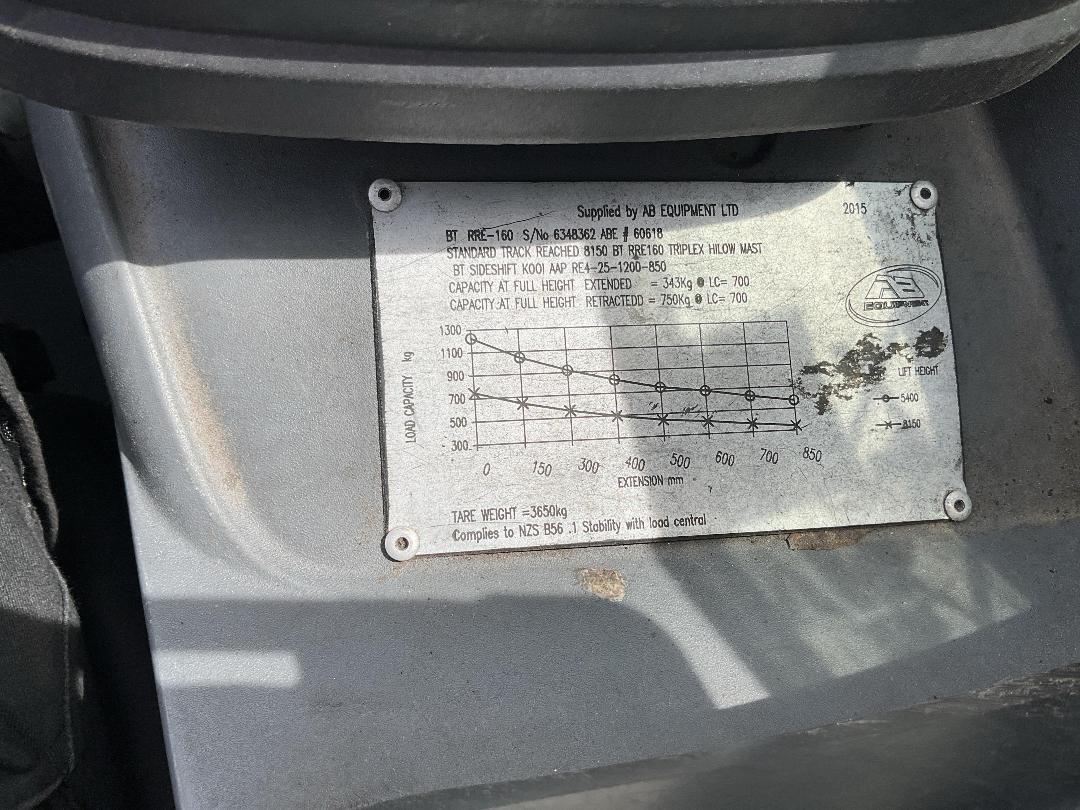 Supplied by AB EQUIPMENT LTD
2015
BT RRE-160 S/No 6348362 ABE # 60618
STANDARD TRACK REACHED 8150 BT RRE160 TRIPLEX HILOW MAST
BT SIDESHIFT KOOI AAP RE4-25-1200-850
CAPACITY AT FULL HEIGHT EXTENDED = 343Kg @ LC= 700
CAPACITY AT FULL HEIGHT RETRACTEDD = 750Kg @ LC= 700
AB
EQUIPMENT
LOAD CAPACITY kg
1300
1100
900
700
500
300
0 150 300 400 500 600 700 850
EXTENSION mm
LIFT HEIGHT
5400
8150
TARE WEIGHT =3650kg
Complies to NZS B56 .1 Stability with load central